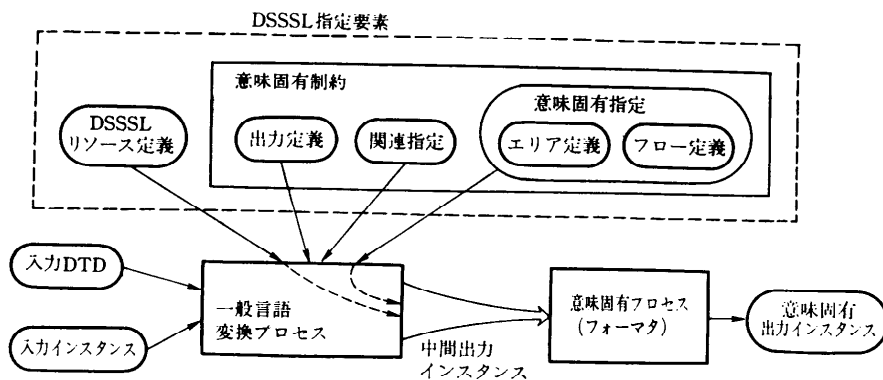 DSSSL指定要素
意味固有制約
意味固有指定
DSSSL
リソース定義
出力定義
関連指定
エリア定義
フロー定義
入力DTD
入力インスタンス
一般言語
変換プロセス
中間出力
インスタンス
意味固有プロセス
(フォーマタ)
意味固有
出力インスタンス